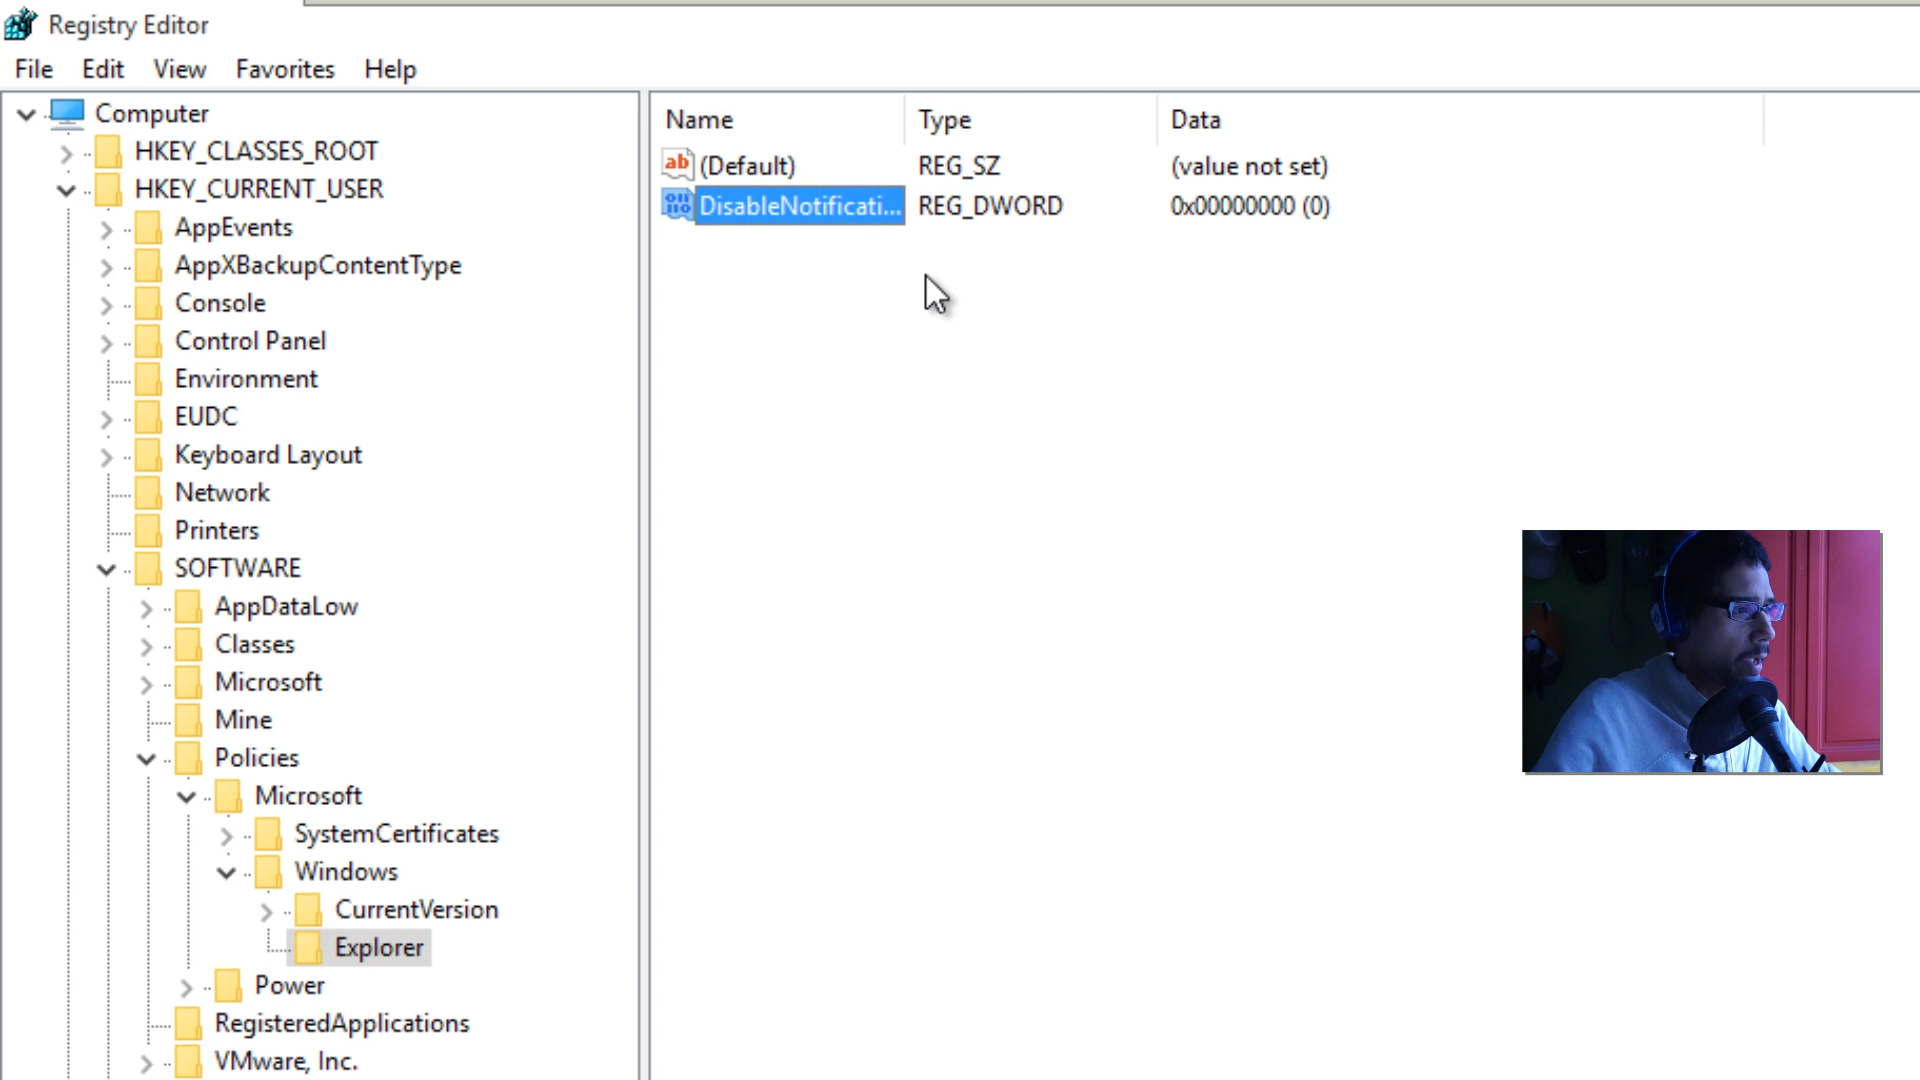 Registry Editor
File Edit View Favorites Help
Computer
HKEY_CLASSES_ROOT
HKEY_CURRENT_USER
AppEvents
AppXBackupContentType
Console
Control Panel
Environment
EUDC
Keyboard Layout
Network
Printers
SOFTWARE
AppDataLow
Classes
Microsoft
Mine
Policies
Microsoft
SystemCertificates
Windows
CurrentVersion
Explorer
Power
RegisteredApplications
VMware, Inc.
Name Type Data
ab (Default) REG_SZ (value not set)
DisableNotificati... REG_DWORD 0x00000000 (0)